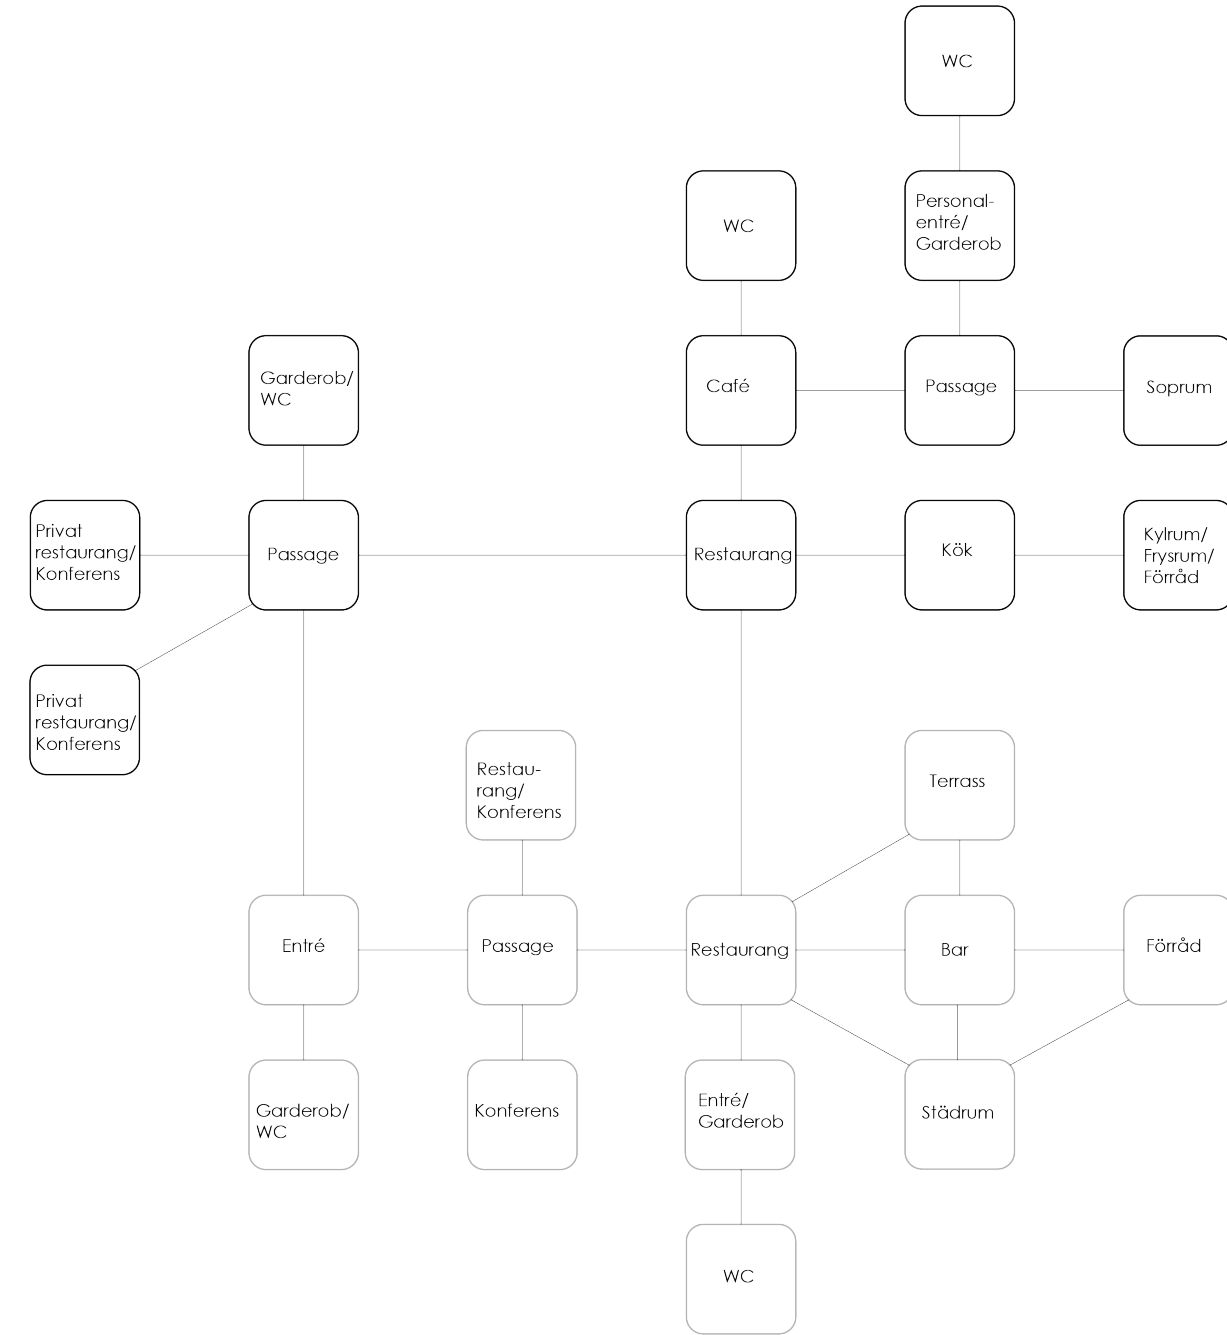 WC
WC
Personal-
entré/
Garderob
Garderob/
WC
Café
Passage
Soprum
Privat
restaurang/
Konferens
Passage
Restaurang
Kök
Kylrum/
Frysrum/
Förråd
Privat
restaurang/
Konferens
Restau-
rang/
Konferens
Terrass
Entré
Passage
Restaurang
Bar
Förråd
Garderob/
WC
Konferens
Entré/
Garderob
Städrum
WC